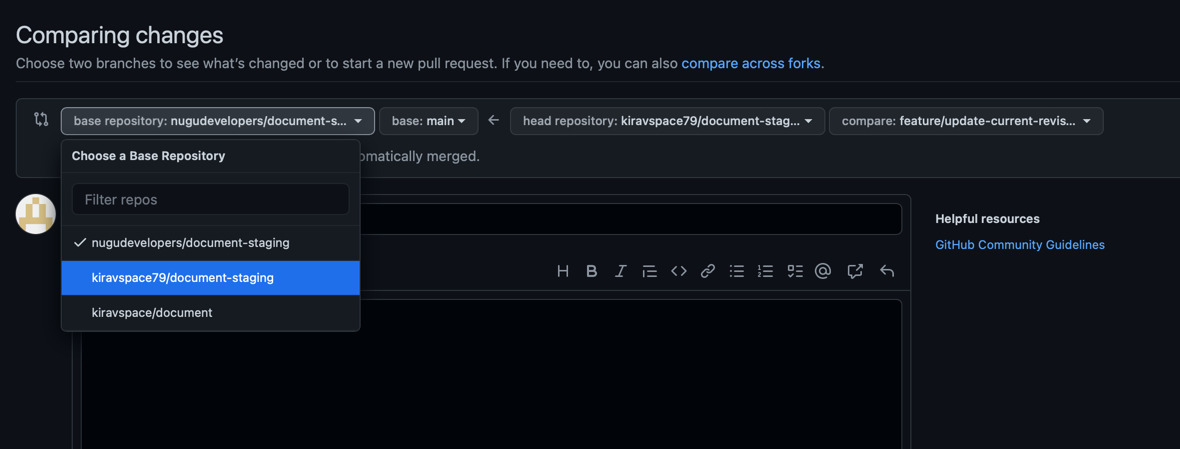 Comparing changes
Choose two branches to see what's changed or to start a new pull request. If you need to, you can also compare across forks.
base repository: nugudevelopers/document-s... base: main head repository: kiravspace79/document-stag... compare: feature/update-current-revis...
Choose a Base Repository
omatically merged.
Filter repos
nugudevelopers/document-staging
kiravspace79/document-staging
kiravspace/document
H B I @
Helpful resources
GitHub Community Guidelines